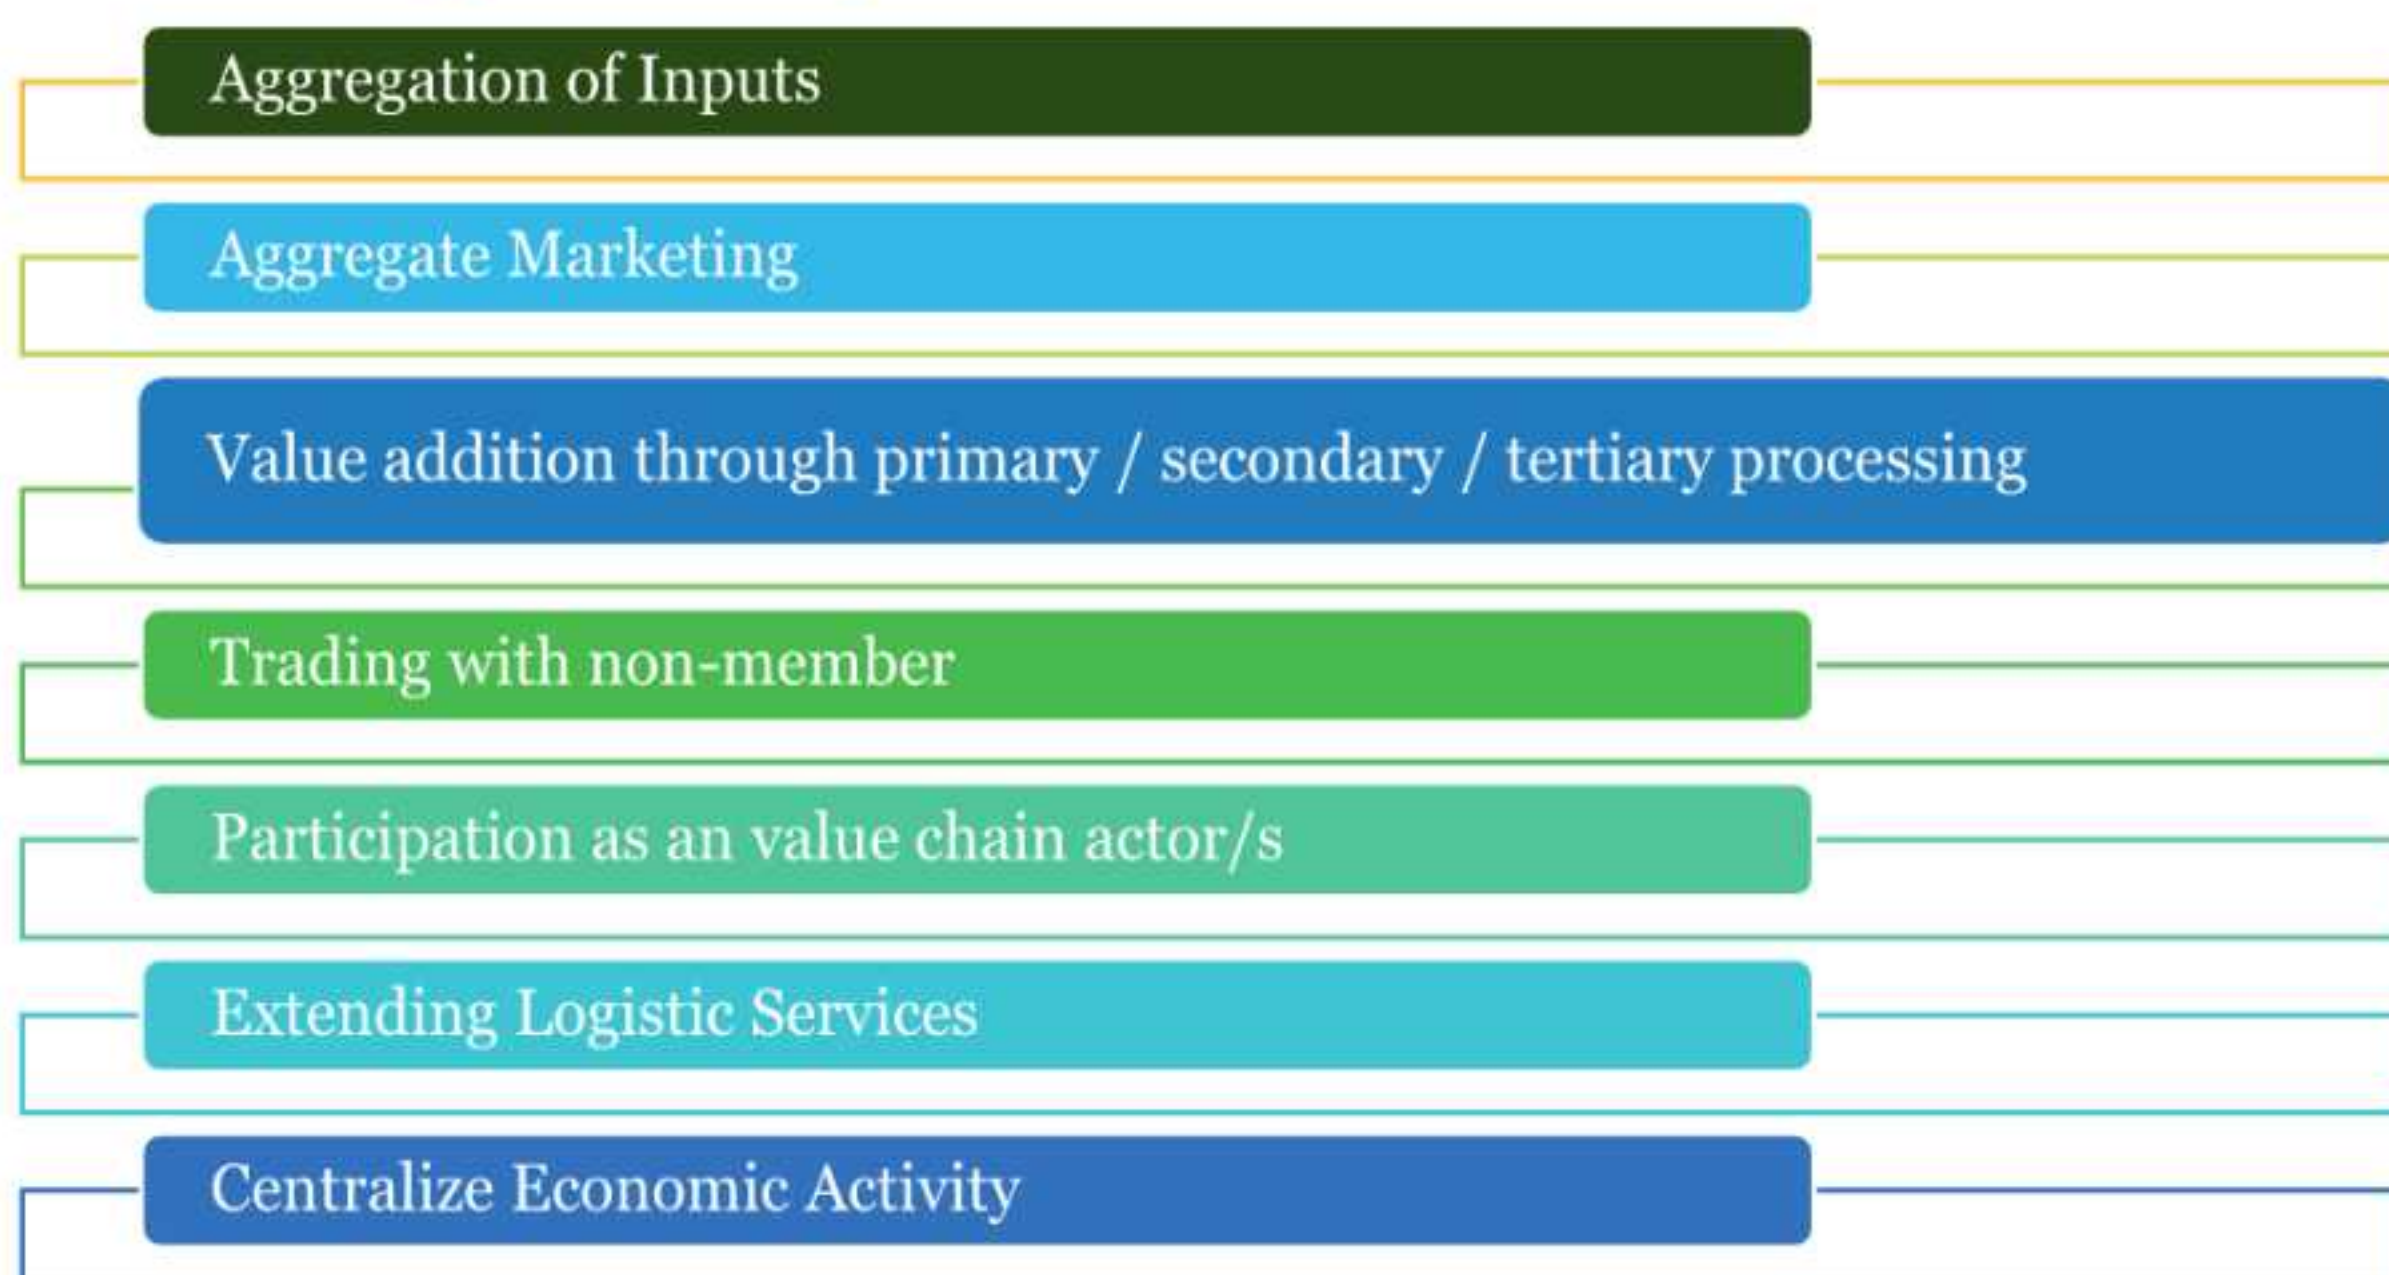 Aggregation of Inputs
Aggregate Marketing
Value addition through primary / secondary / tertiary processing
Trading with non-member
Participation as an value chain actor/s
Extending Logistic Services
Centralize Economic Activity